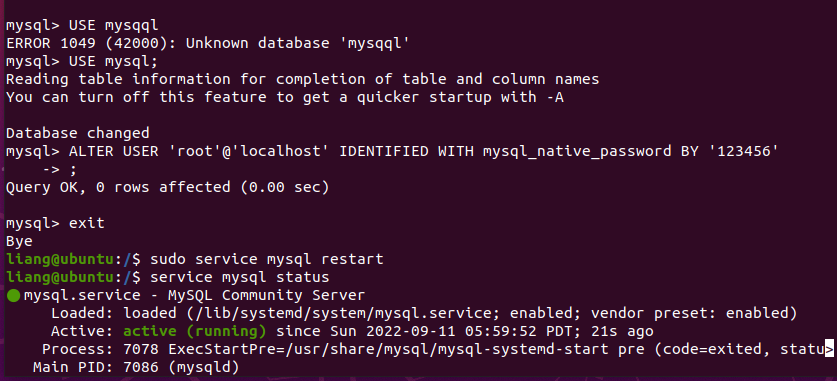 mysql> USE mysqql
ERROR 1049 (42000): Unknown database 'mysqql'
mysql> USE mysql;
Reading table information for completion of table and column names
You can turn off this feature to get a quicker startup with -A
Database changed
mysql> ALTER USER 'root'@'localhost' IDENTIFIED WITH mysql_native_password BY '123456'
    -> ;
Query OK, 0 rows affected (0.00 sec)
mysql> exit
Bye
liang@ubuntu:/$ sudo service mysql restart
liang@ubuntu:/$ service mysql status
● mysql.service - MySQL Community Server
     Loaded: loaded (/lib/systemd/system/mysql.service; enabled; vendor preset: enabled)
     Active: active (running) since Sun 2022-09-11 05:59:52 PDT; 21s ago
    Process: 7078 ExecStartPre=/usr/share/mysql/mysql-systemd-start pre (code=exited, statu>
   Main PID: 7086 (mysqld)